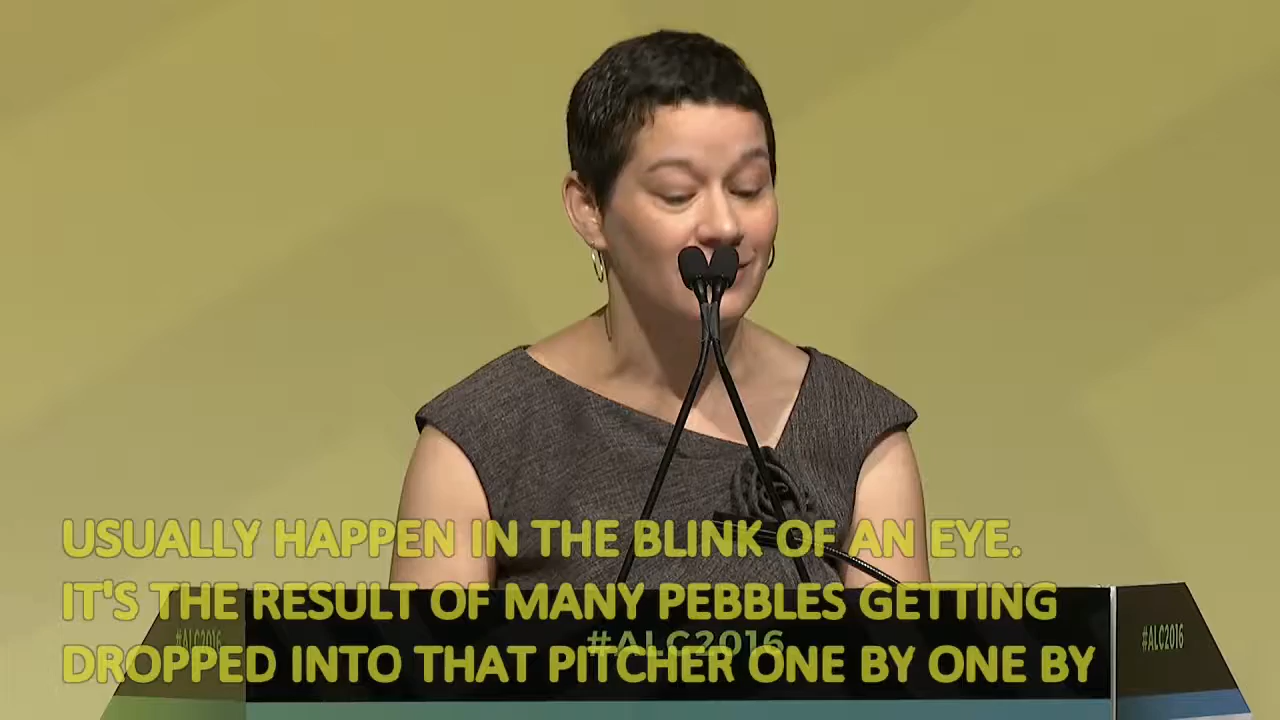 USUALLY HAPPEN IN THE BLINK OF AN EYE.
IT'S THE RESULT OF MANY PEBBLES GETTING
DROPPED INTO THAT PITCHER ONE BY ONE BY
#ALC2016
#ALC2016
#ALC2016